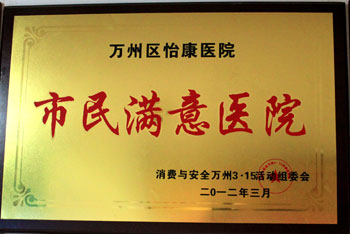 万州区怡康医院
市民满意医院
消费与安全万州3·15活动组委会
二〇一二年三月